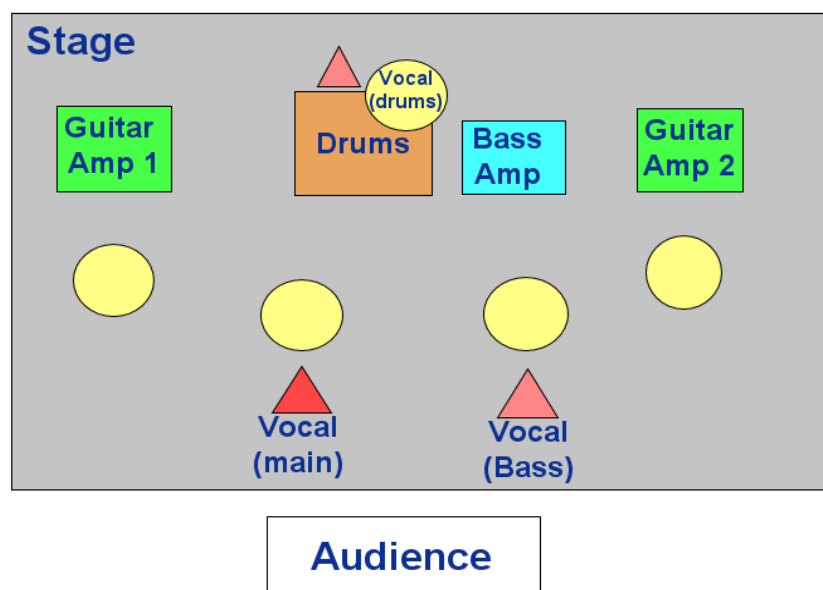 Stage
Vocal
(drums)
Guitar
Amp 1
Drums
Bass
Amp
Guitar
Amp 2
Vocal
(main)
Vocal
(Bass)
Audience